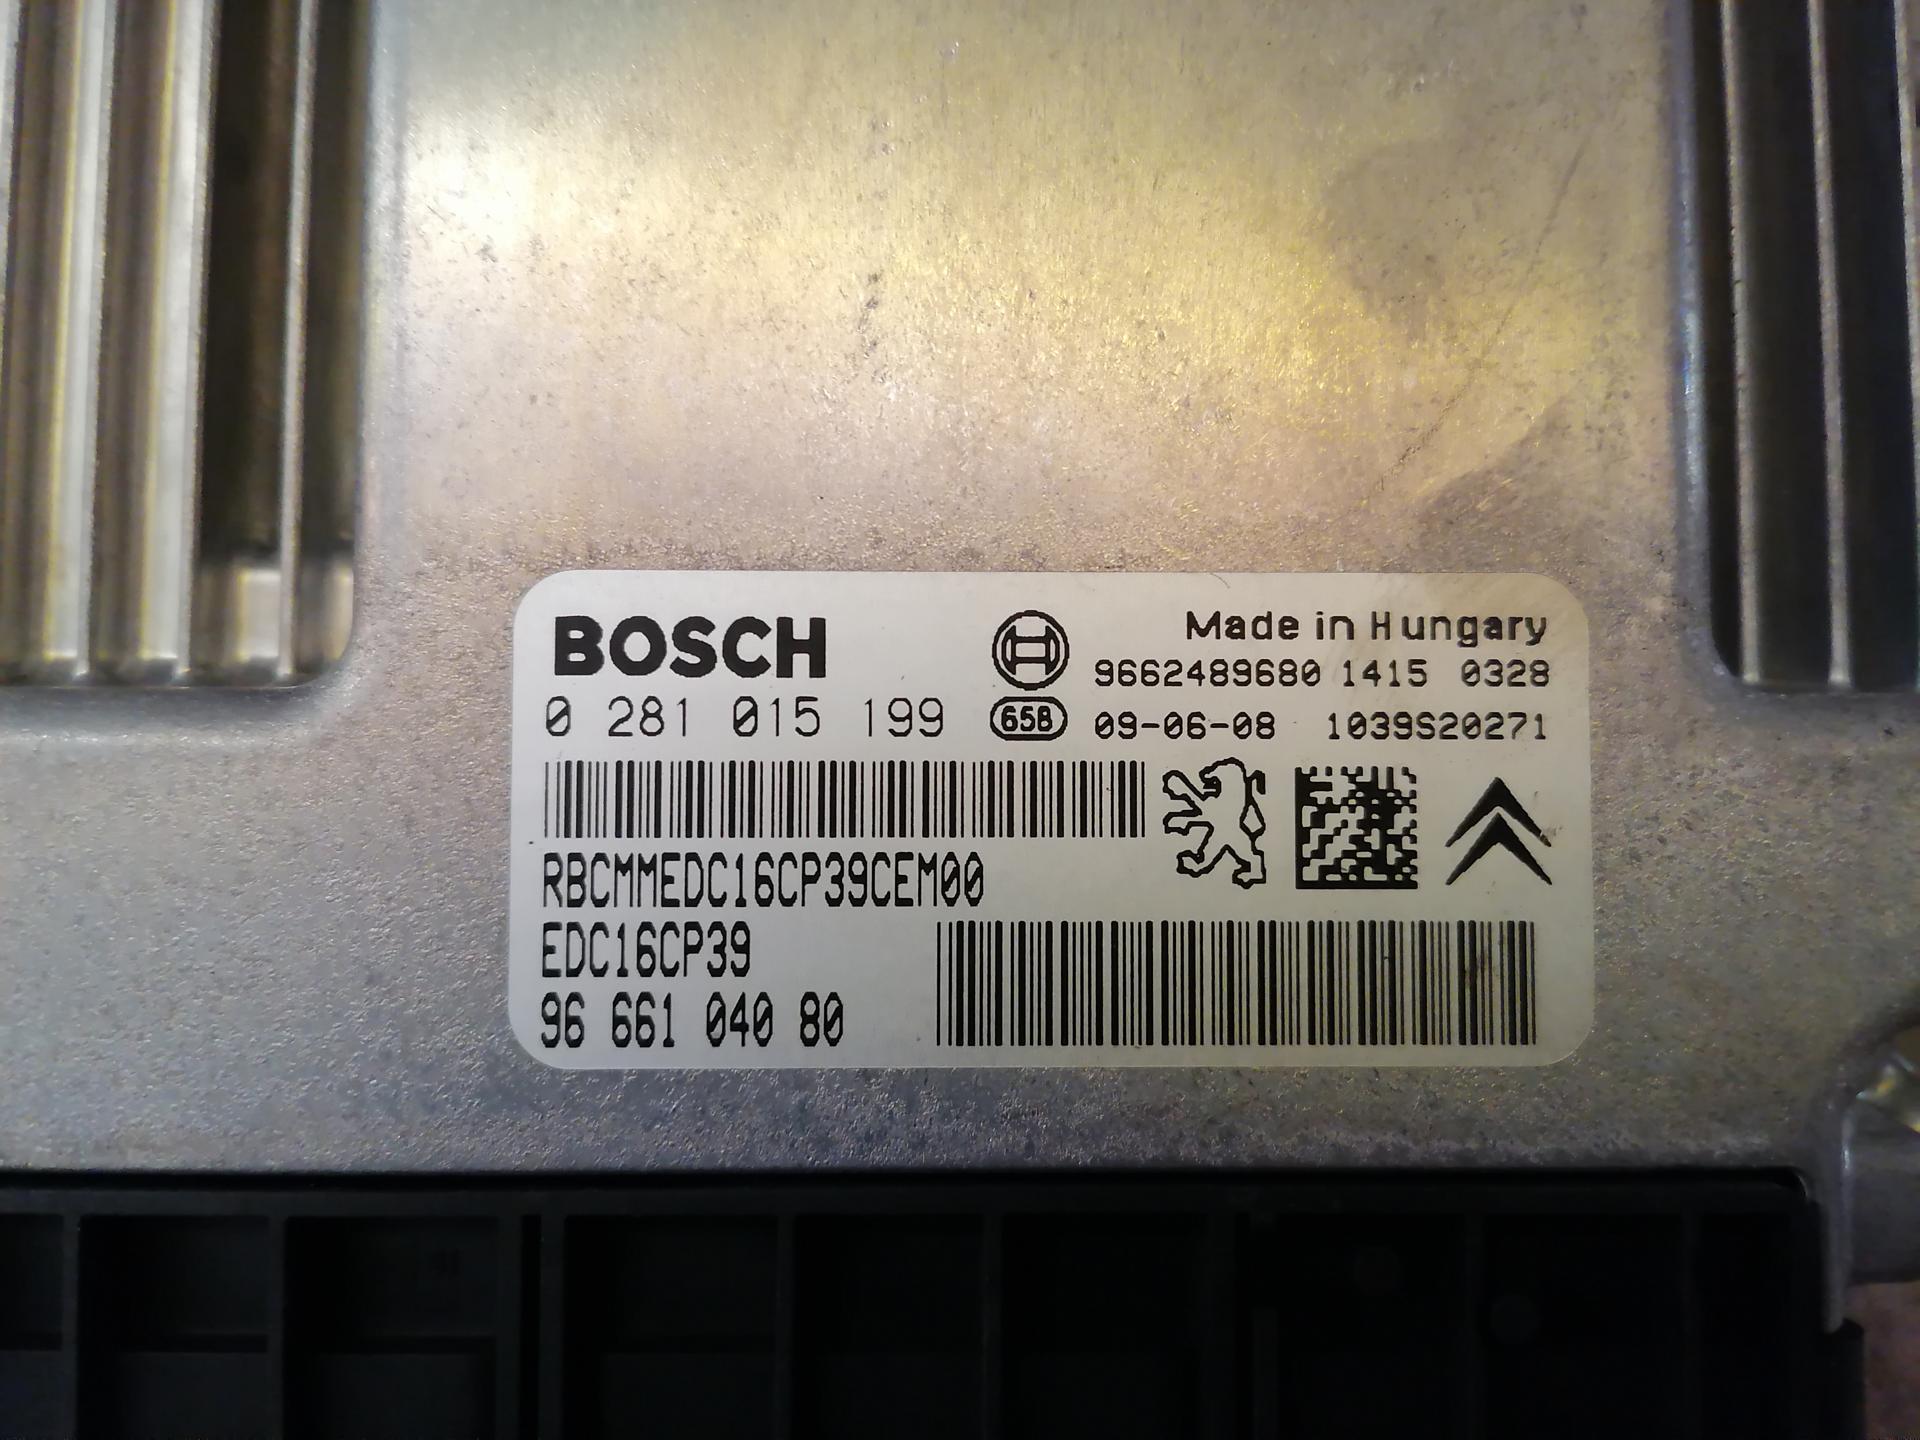 BOSCH
Made in Hungary
9662489680 1415 0328
0 281 015 199
65B
09-06-08 1039S20271
RBCMMEDC16CP39CEM00
EDC16CP39
96 661 040 80